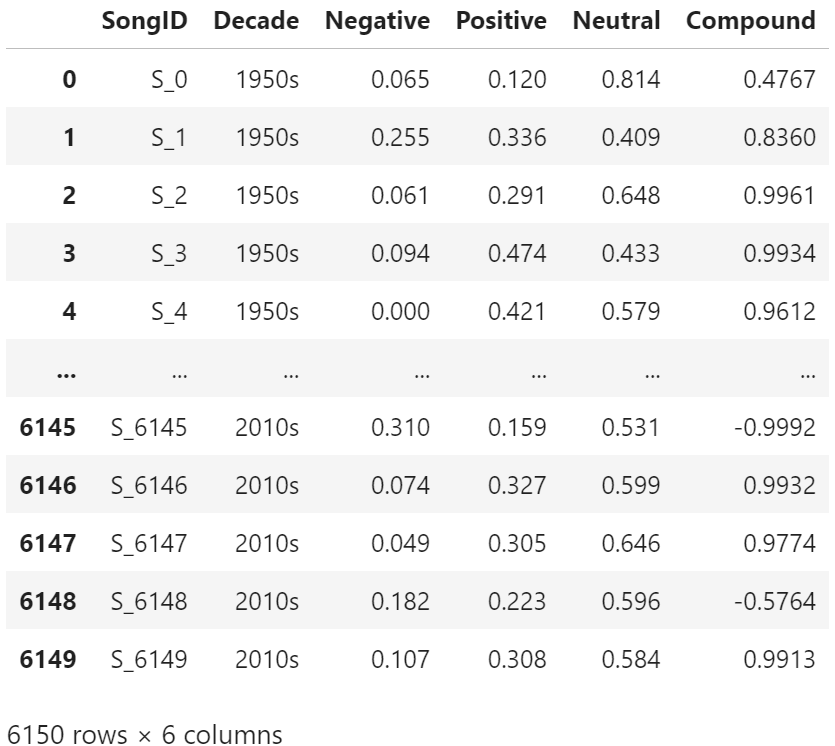 SongID Decade Negative Positive Neutral Compound
0 S_0 1950s 0.065 0.120 0.814 0.4767
1 S_1 1950s 0.255 0.336 0.409 0.8360
2 S_2 1950s 0.061 0.291 0.648 0.9961
3 S_3 1950s 0.094 0.474 0.433 0.9934
4 S_4 1950s 0.000 0.421 0.579 0.9612
... ... ... ... ... ... ...
6145 S_6145 2010s 0.310 0.159 0.531 -0.9992
6146 S_6146 2010s 0.074 0.327 0.599 0.9932
6147 S_6147 2010s 0.049 0.305 0.646 0.9774
6148 S_6148 2010s 0.182 0.223 0.596 -0.5764
6149 S_6149 2010s 0.107 0.308 0.584 0.9913
6150 rows × 6 columns